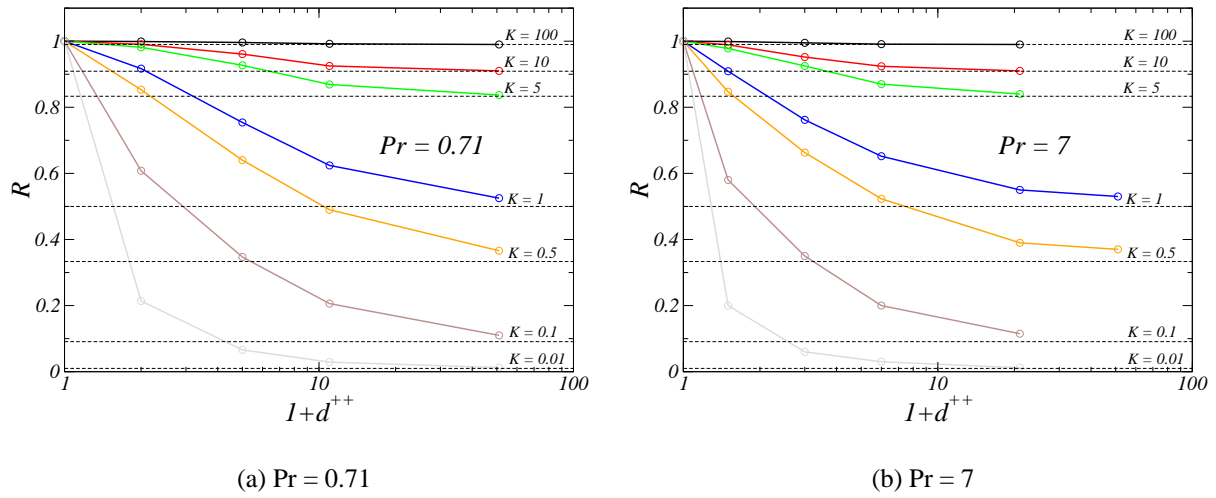 1
0.8
0.6
0.4
0.2
0
R
K = 100
K = 10
K = 5
Pr = 0.71
K = 1
K = 0.5
K = 0.1
K = 0.01
1
10
100
1+d++
(a) Pr = 0.71
1
0.8
0.6
0.4
0.2
0
R
K = 100
K = 10
K = 5
Pr = 7
K = 1
K = 0.5
K = 0.1
K = 0.01
1
10
100
1+d++
(b) Pr = 7